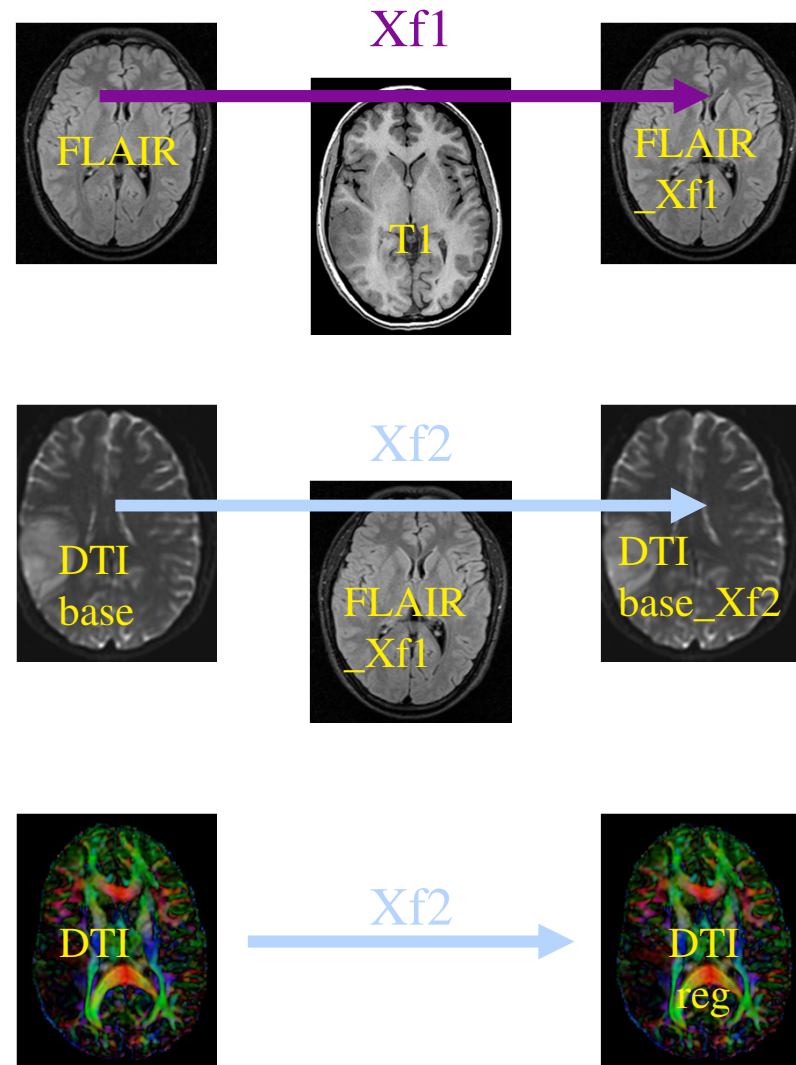 Xf1
FLAIR
T1
FLAIR
_Xf1
Xf2
DTI
base
FLAIR
_Xf1
DTI
base_Xf2
Xf2
DTI
DTI
reg